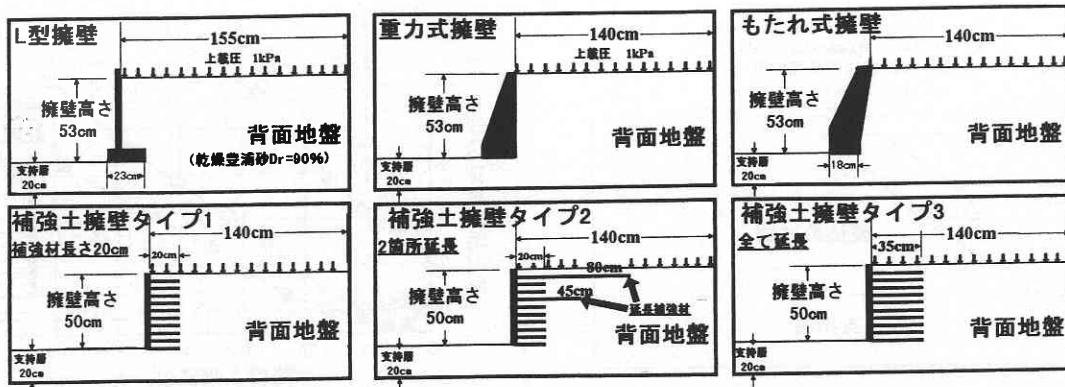 L型擁壁
155cm
上載圧 1kPa
擁壁高さ
53cm
背面地盤
(乾燥豊浦砂Dr=90%)
支持層
20cm
23cm
重力式擁壁
140cm
上載圧 1kPa
擁壁高さ
53cm
背面地盤
支持層
20cm
もたれ式擁壁
140cm
擁壁高さ
53cm
背面地盤
支持層
20cm
18cm
補強土擁壁タイプ1
140cm
補強材長さ20cm
20cm
擁壁高さ
50cm
背面地盤
支持層
20cm
補強土擁壁タイプ2
140cm
2箇所延長
20cm
80cm
45cm
延長補強材
擁壁高さ
50cm
背面地盤
支持層
20cm
補強土擁壁タイプ3
140cm
全て延長
35cm
擁壁高さ
50cm
背面地盤
支持層
20cm